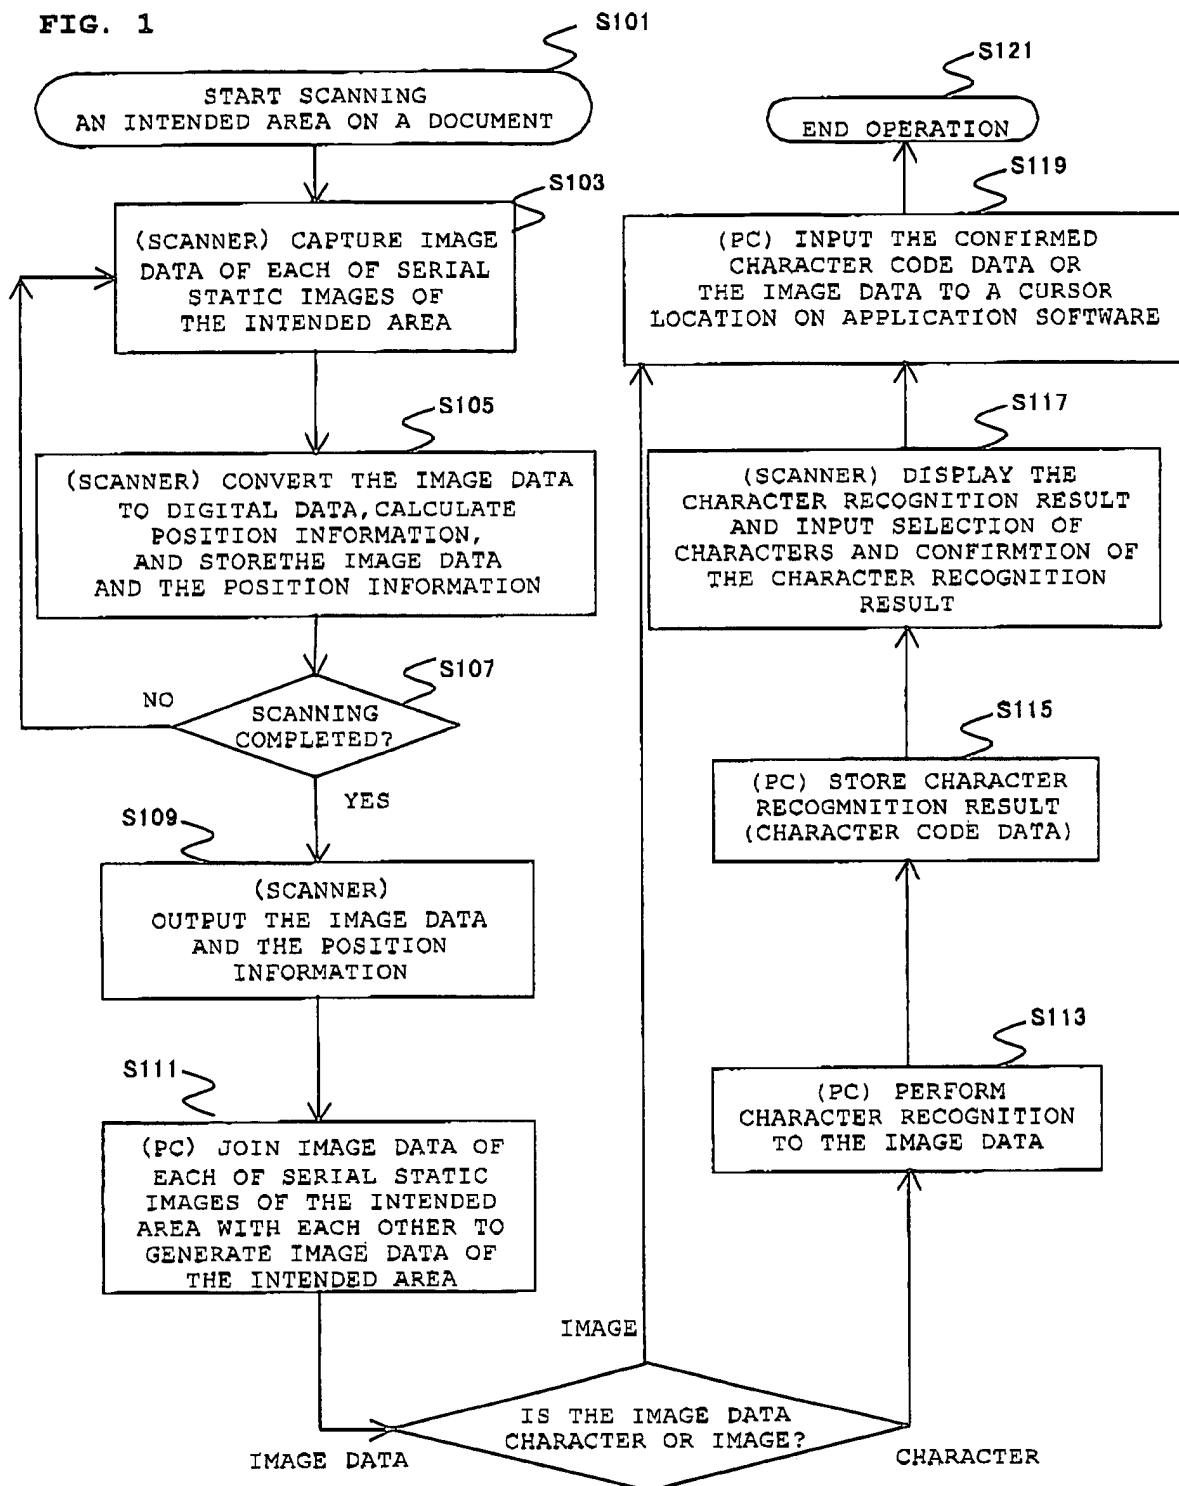 FIG. 1
S101
START SCANNING
AN INTENDED AREA ON A DOCUMENT
S103
(SCANNER) CAPTURE IMAGE
DATA OF EACH OF SERIAL
STATIC IMAGES OF
THE INTENDED AREA
S105
(SCANNER) CONVERT THE IMAGE DATA
TO DIGITAL DATA,CALCULATE
POSITION INFORMATION,
AND STORETHE IMAGE DATA
AND THE POSITION INFORMATION
S107
NO
SCANNING
COMPLETED?
YES
S109
(SCANNER)
OUTPUT THE IMAGE DATA
AND THE POSITION
INFORMATION
S111
(PC) JOIN IMAGE DATA OF
EACH OF SERIAL STATIC
IMAGES OF THE INTENDED
AREA WITH EACH OTHER TO
GENERATE IMAGE DATA OF
THE INTENDED AREA
IMAGE DATA
IS THE IMAGE DATA
CHARACTER OR IMAGE?
IMAGE
CHARACTER
S113
(PC) PERFORM
CHARACTER RECOGNITION
TO THE IMAGE DATA
S115
(PC) STORE CHARACTER
RECOGMNITION RESULT
(CHARACTER CODE DATA)
S117
(SCANNER) DISPLAY THE
CHARACTER RECOGNITION RESULT
AND INPUT SELECTION OF
CHARACTERS AND CONFIRMTION OF
THE CHARACTER RECOGNITION
RESULT
S119
(PC) INPUT THE CONFIRMED
CHARACTER CODE DATA OR
THE IMAGE DATA TO A CURSOR
LOCATION ON APPLICATION SOFTWARE
S121
END OPERATION